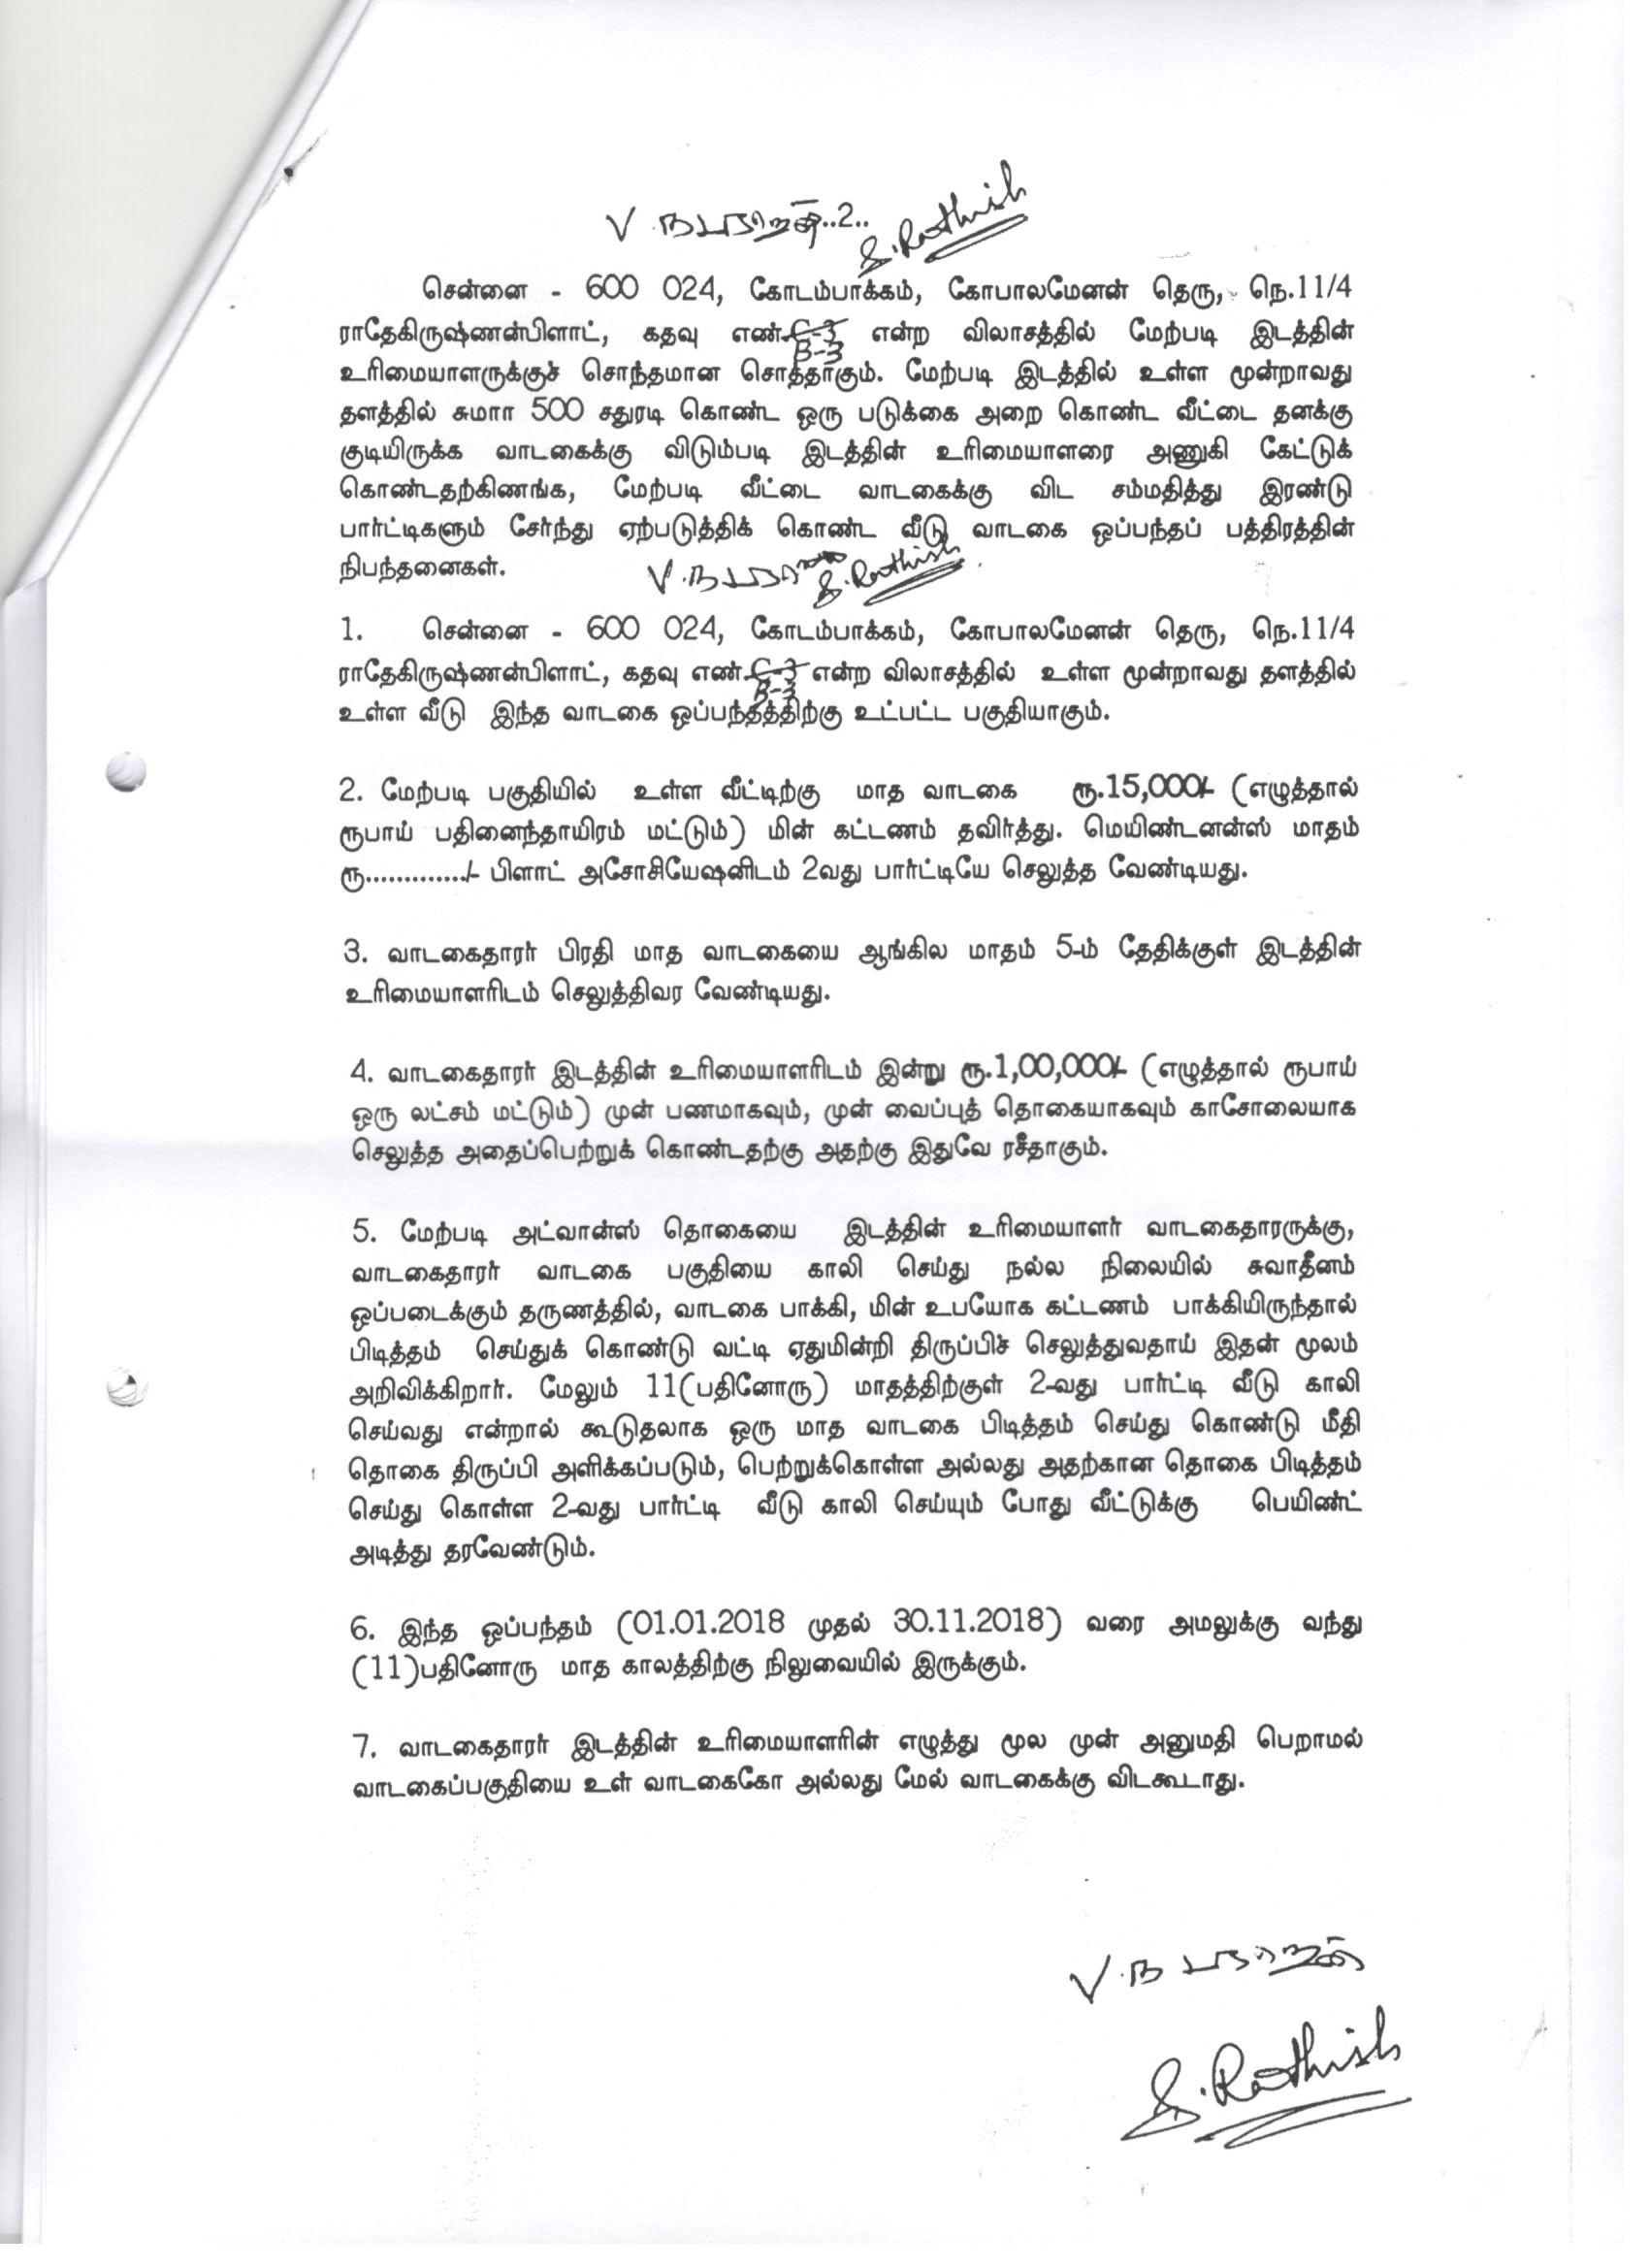 ..2..
S.Rathish
சென்னை - 600 024, கோடம்பாக்கம், கோபாலமேனன் தெரு, நெ.11/4
ராதேகிருஷ்ணன்பிளாட், கதவு எண்.C-3 என்ற விலாசத்தில் மேற்படி இடத்தின்
B-3
உரிமையாளருக்குச் சொந்தமான சொத்தாகும். மேற்படி இடத்தில் உள்ள மூன்றாவது
தளத்தில் சுமாா 500 சதுரடி கொண்ட ஒரு படுக்கை அறை கொண்ட வீட்டை தனக்கு
குடியிருக்க வாடகைக்கு விடும்படி இடத்தின் உரிமையாளரை அணுகி கேட்டுக்
கொண்டதற்கிணங்க, மேற்படி வீட்டை வாடகைக்கு விட சம்மதித்து இரண்டு
பார்ட்டிகளும் சேர்ந்து ஏற்படுத்திக் கொண்ட வீடு வாடகை ஒப்பந்தப் பத்திரத்தின்
நிபந்தனைகள்.
S.Rathish
1. சென்னை - 600 024, கோடம்பாக்கம், கோபாலமேனன் தெரு, நெ.11/4
ராதேகிருஷ்ணன்பிளாட், கதவு எண்.C-3 என்ற விலாசத்தில் உள்ள மூன்றாவது தளத்தில்
B-3
உள்ள வீடு இந்த வாடகை ஒப்பந்தத்திற்கு உட்பட்ட பகுதியாகும்.
2. மேற்படி பகுதியில் உள்ள வீட்டிற்கு மாத வாடகை ரூ.15,000/- (எழுத்தால்
ரூபாய் பதினைந்தாயிரம் மட்டும்) மின் கட்டணம் தவிர்த்து. மெயிண்டனன்ஸ் மாதம்
ரூ............./- பிளாட் அசோசியேஷனிடம் 2வது பார்ட்டியே செலுத்த வேண்டியது.
3. வாடகைதாரர் பிரதி மாத வாடகையை ஆங்கில மாதம் 5-ம் தேதிக்குள் இடத்தின்
உரிமையாளரிடம் செலுத்திவர வேண்டியது.
4. வாடகைதாரர் இடத்தின் உரிமையாளரிடம் இன்று ரூ.1,00,000/- (எழுத்தால் ரூபாய்
ஒரு லட்சம் மட்டும்) முன் பணமாகவும், முன் வைப்புத் தொகையாகவும் காசோலையாக
செலுத்த அதைப்பெற்றுக் கொண்டதற்கு அதற்கு இதுவே ரசீதாகும்.
5. மேற்படி அட்வான்ஸ் தொகையை இடத்தின் உரிமையாளர் வாடகைதாரருக்கு,
வாடகைதாரர் வாடகை பகுதியை காலி செய்து நல்ல நிலையில் சுவாதீனம்
ஒப்படைக்கும் தருணத்தில், வாடகை பாக்கி, மின் உபயோக கட்டணம் பாக்கியிருந்தால்
பிடித்தம் செய்துக் கொண்டு வட்டி ஏதுமின்றி திருப்பிச் செலுத்துவதாய் இதன் மூலம்
அறிவிக்கிறார். மேலும் 11(பதினோரு) மாதத்திற்குள் 2-வது பார்ட்டி வீடு காலி
செய்வது என்றால் கூடுதலாக ஒரு மாத வாடகை பிடித்தம் செய்து கொண்டு மீதி
தொகை திருப்பி அளிக்கப்படும், பெற்றுக்கொள்ள அல்லது அதற்கான தொகை பிடித்தம்
செய்து கொள்ள 2-வது பார்ட்டி வீடு காலி செய்யும் போது வீட்டுக்கு பெயிண்ட்
அடித்து தரவேண்டும்.
6. இந்த ஒப்பந்தம் (01.01.2018 முதல் 30.11.2018) வரை அமலுக்கு வந்து
(11)பதினோரு மாத காலத்திற்கு நிலுவையில் இருக்கும்.
7. வாடகைதாரர் இடத்தின் உரிமையாளரின் எழுத்து மூல முன் அனுமதி பெறாமல்
வாடகைப்பகுதியை உள் வாடகைகோ அல்லது மேல் வாடகைக்கு விடகூடாது.
S.Rathish